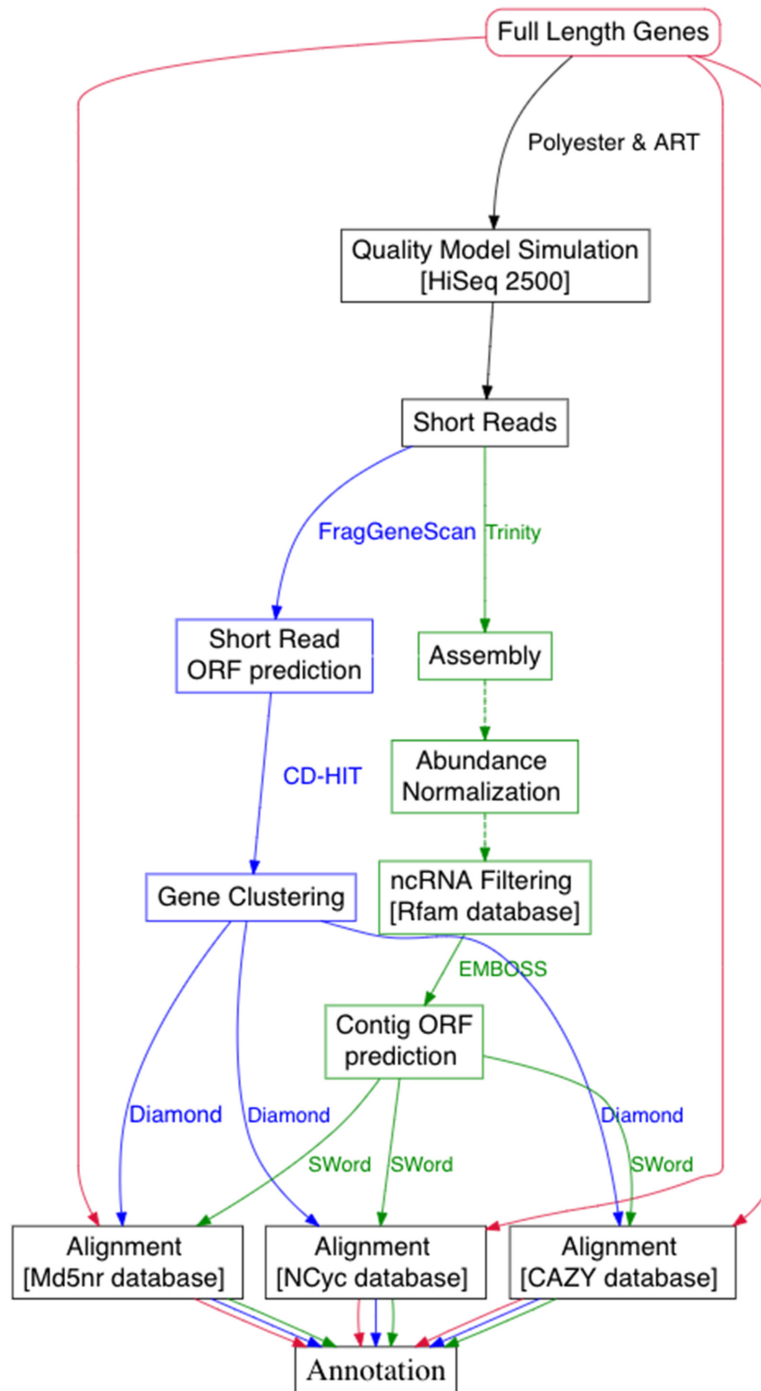 Full Length Genes
Polyester & ART
Quality Model Simulation
[HiSeq 2500]
Short Reads
FragGeneScan
Trinity
Short Read
ORF prediction
Assembly
CD-HIT
Abundance
Normalization
Gene Clustering
ncRNA Filtering
[Rfam database]
EMBOSS
Contig ORF
prediction
Diamond
Diamond
Diamond
SWord
SWord
SWord
Alignment
[Md5nr database]
Alignment
[NCyc database]
Alignment
[CAZY database]
Annotation